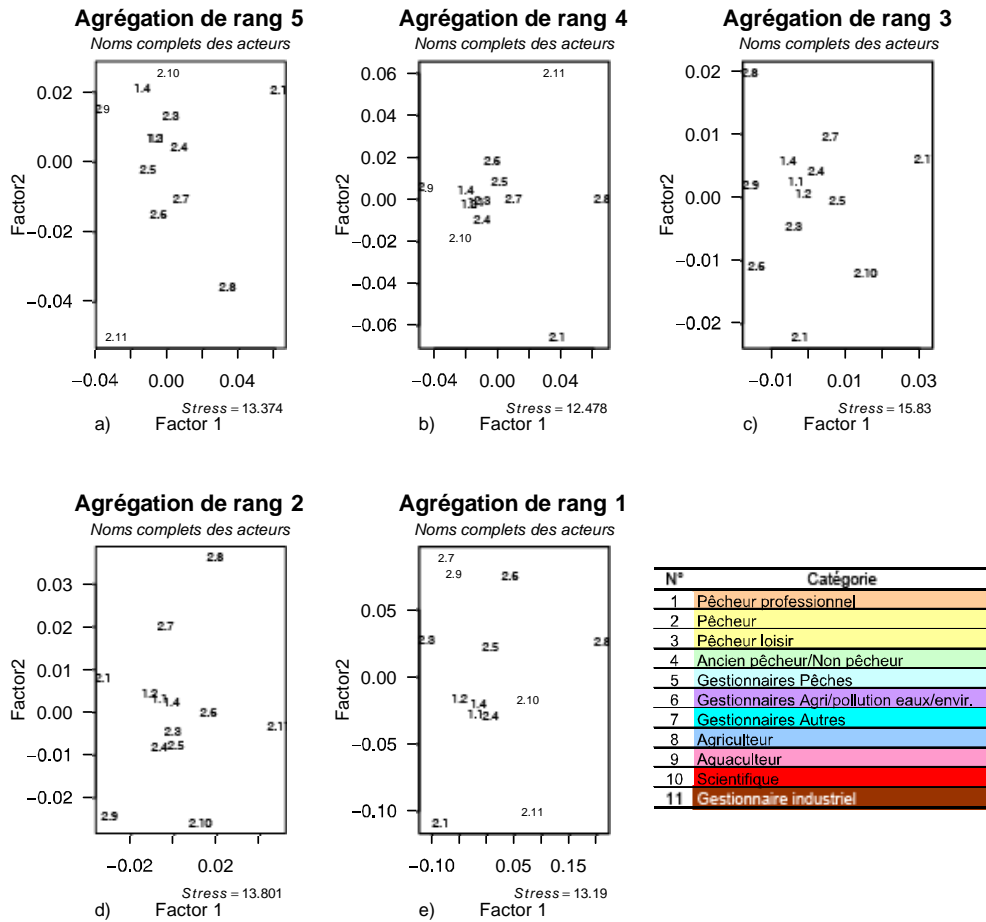 Agrégation de rang 5
Noms complets des acteurs
Factor2
0.02
0.00
−0.02
−0.04
2.10
1.4
2.1
2.9
2.3
2.4
2.5
2.7
2.6
2.8
2.11
−0.04 0.00 0.04
Stress = 13.374
a) Factor 1
Agrégation de rang 4
Noms complets des acteurs
Factor2
0.06
0.04
0.02
0.00
−0.02
−0.04
−0.06
2.11
2.6
2.5
2.9
1.4
2.7
2.8
2.3
2.4
2.10
2.1
−0.04 0.00 0.04
Stress = 12.478
b) Factor 1
Agrégation de rang 3
Noms complets des acteurs
Factor2
0.02
0.01
0.00
−0.01
−0.02
2.8
2.7
1.4
2.1
2.4
1.1
2.9
1.2
2.5
2.3
2.6
2.10
2.1
−0.01 0.01 0.03
Stress = 15.83
c) Factor 1
Agrégation de rang 2
Noms complets des acteurs
Factor2
0.03
0.02
0.01
0.00
−0.01
−0.02
2.8
2.7
2.1
1.2
1.1
1.4
2.6
2.11
2.3
2.4
2.5
2.9
2.10
−0.02 0.02
Stress = 13.801
d) Factor 1
Agrégation de rang 1
Noms complets des acteurs
Factor2
0.05
0.00
−0.05
−0.10
2.7
2.9
2.6
2.3
2.5
2.8
1.2
1.4
2.10
1.1
2.4
2.11
2.1
−0.10 0.05 0.15
Stress = 13.19
e) Factor 1
N° Catégorie
1 Pêcheur professionnel
2 Pêcheur
3 Pêcheur loisir
4 Ancien pêcheur/Non pêcheur
5 Gestionnaires Pêches
6 Gestionnaires Agri/pollution eaux/envir.
7 Gestionnaires Autres
8 Agriculteur
9 Aquaculteur
10 Scientifique
11 Gestionnaire industriel